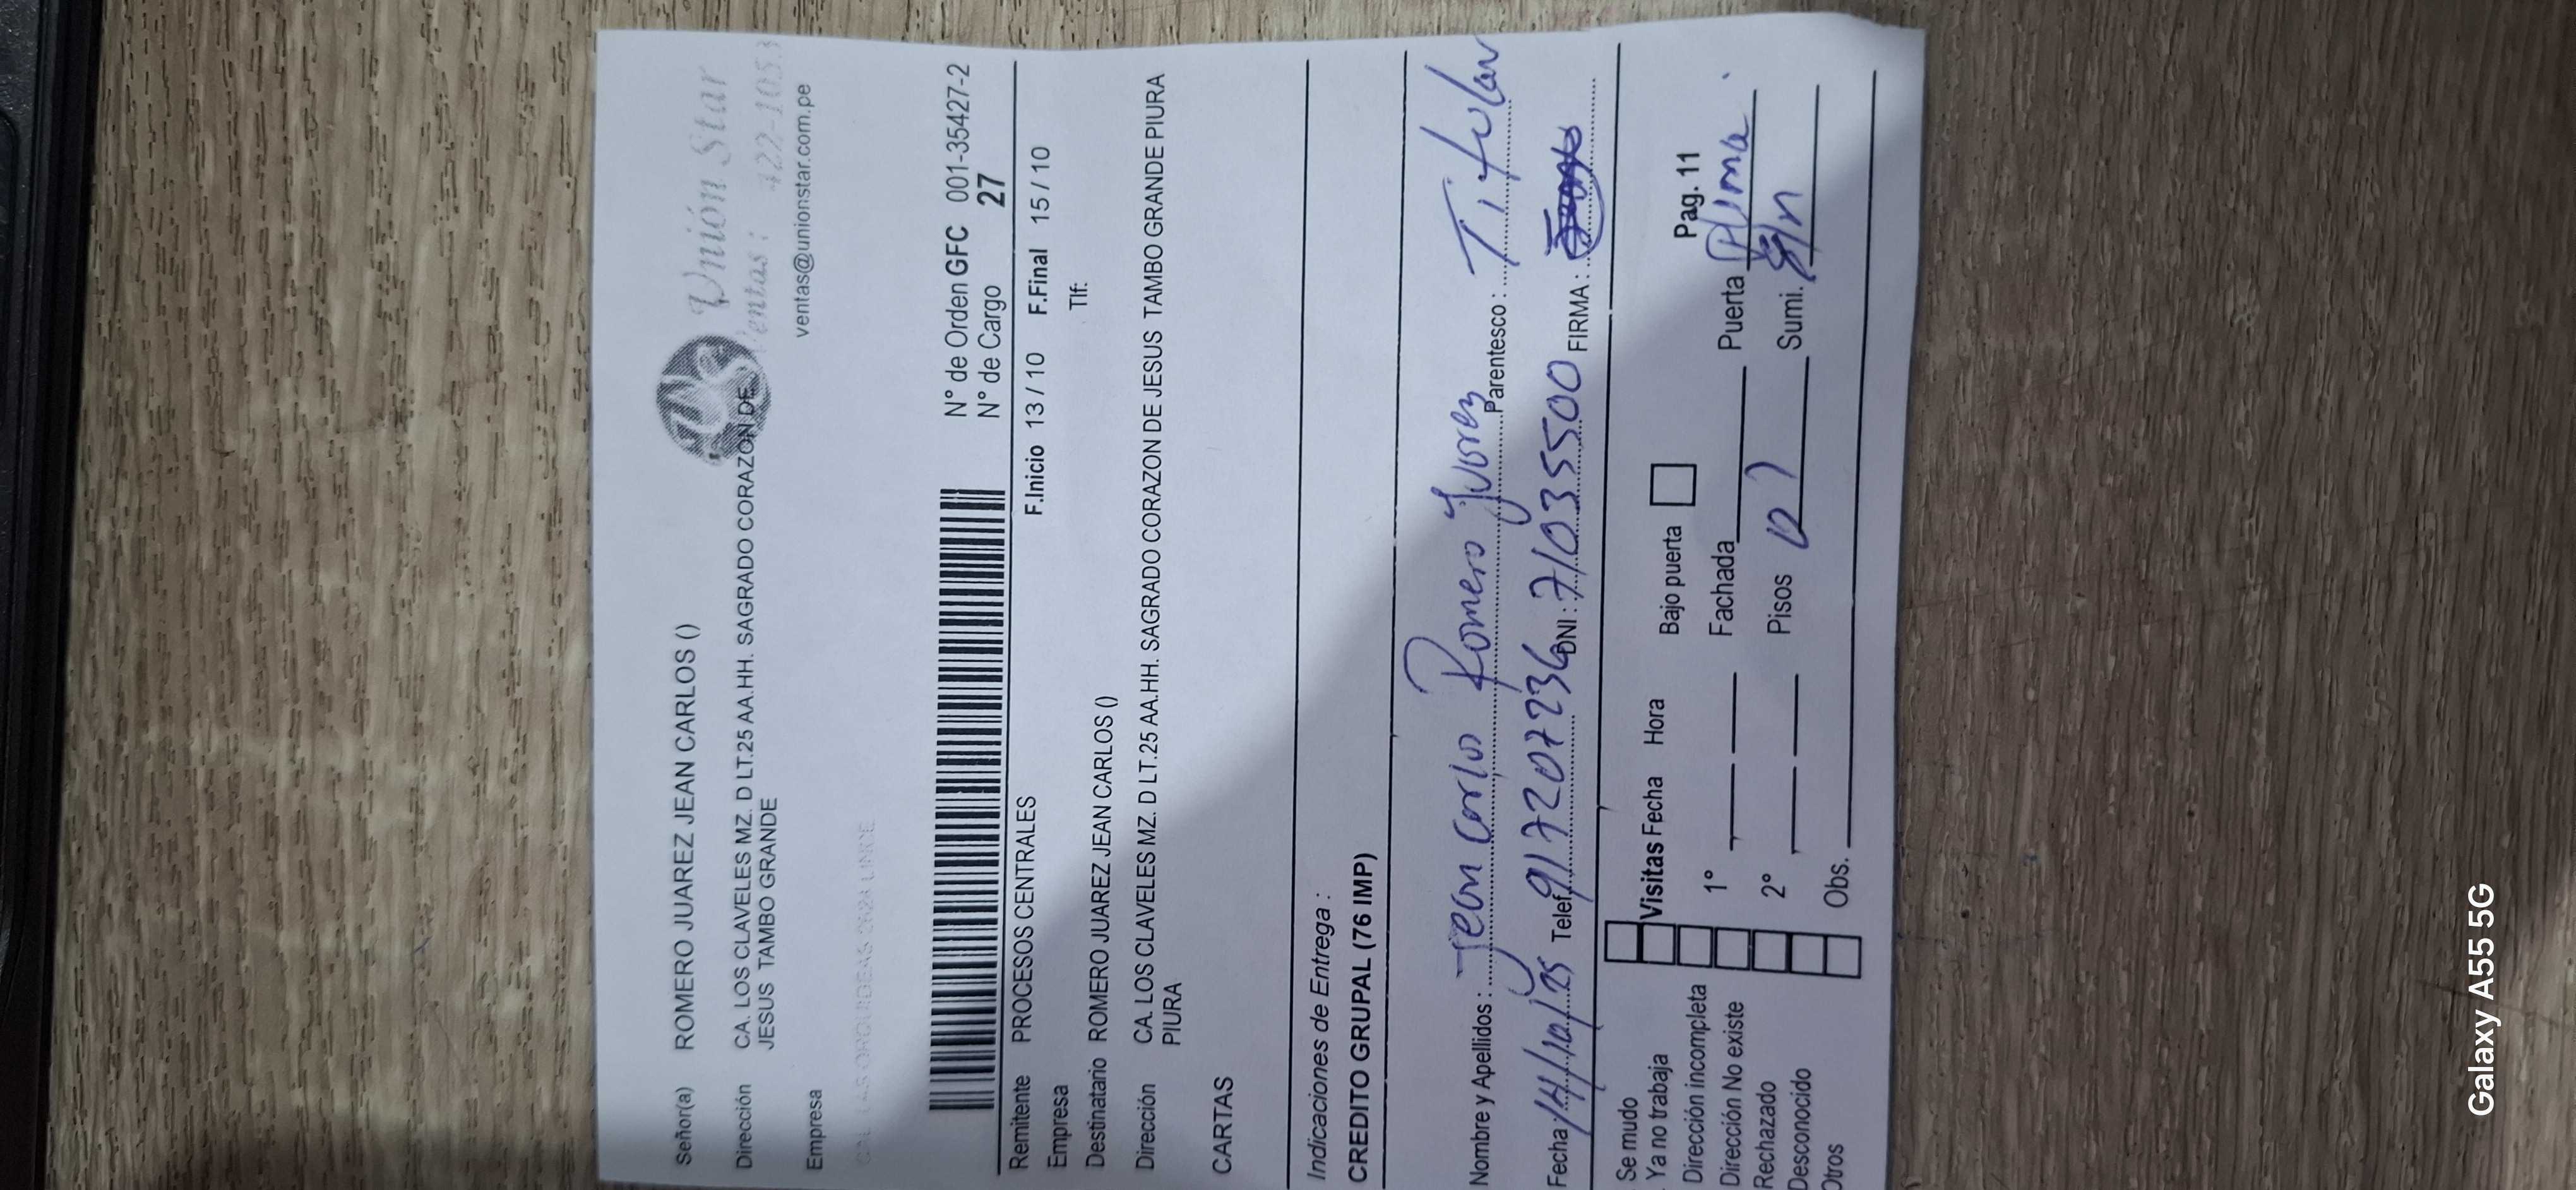 Unión Star
Señor(a) ROMERO JUAREZ JEAN CARLOS ()
Ventas : 422-1053
Dirección CA. LOS CLAVELES MZ. D LT.25 AA.HH. SAGRADO CORAZON DE
JESUS TAMBO GRANDE
ventas@unionstar.com.pe
Empresa
N° de Orden GFC 001-35427-2
N° de Cargo 27
Remitente PROCESOS CENTRALES F.Inicio 13 / 10 F.Final 15 / 10
Empresa Tlf:
Destinatario ROMERO JUAREZ JEAN CARLOS ()
Dirección CA. LOS CLAVELES MZ. D LT.25 AA.HH. SAGRADO CORAZON DE JESUS TAMBO GRANDE PIURA
PIURA
CARTAS
Indicaciones de Entrega :
CREDITO GRUPAL (76 IMP)
Nombre y Apellidos : Jean Carlo Romero Juarez Parentesco : Titular
Fecha 14/10/25 Telef. 917207236 DNI : 71035500 FIRMA :
Se mudo
Ya no trabaja Visitas Fecha Hora Bajo puerta Pag. 11
Dirección incompleta 1° Fachada Puerta
Dirección No existe
Rechazado 2° Pisos 01 Sumi. S/n
Desconocido
Otros Obs.
Galaxy A55 5G